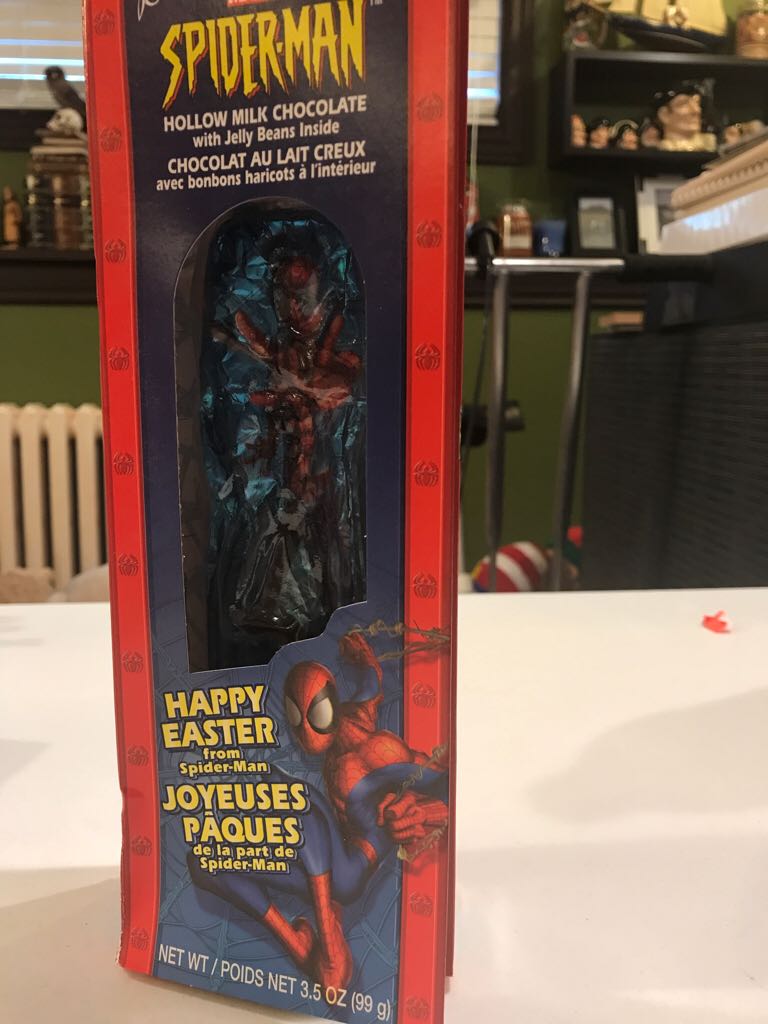 SPIDER-MAN™
HOLLOW MILK CHOCOLATE
with Jelly Beans Inside
CHOCOLAT AU LAIT CREUX
avec bonbons haricots à l'intérieur
HAPPY
EASTER
from
Spider-Man
JOYEUSES
PÂQUES
de la part de
Spider-Man
NET WT / POIDS NET 3.5 OZ (99 g)